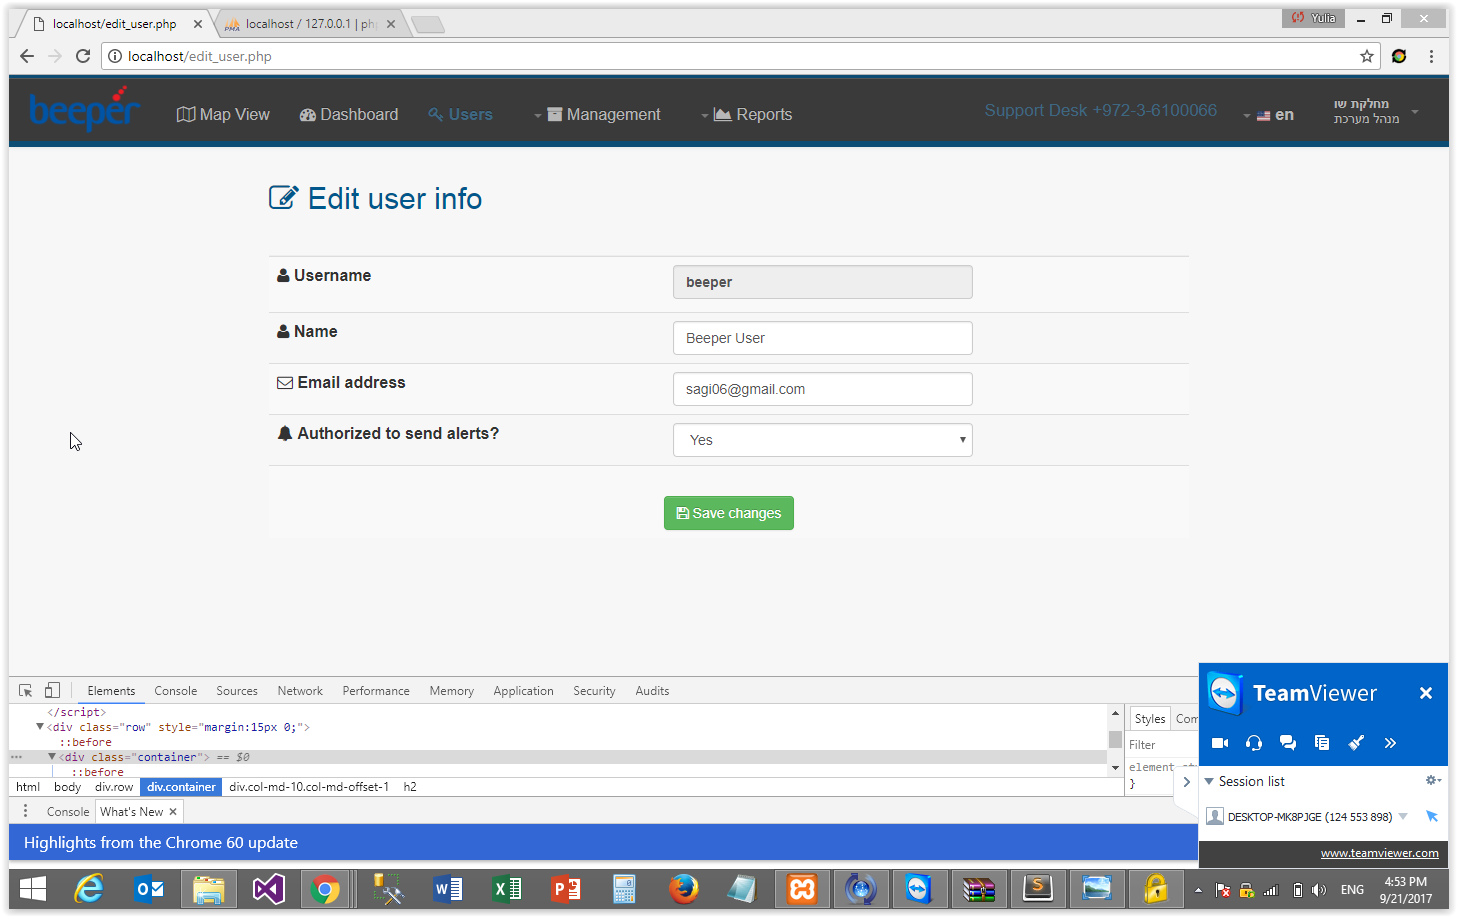 localhost/edit_user.php
localhost / 127.0.0.1 | ph
Yulia
localhost/edit_user.php
beeper
Map View
Dashboard
Users
Management
Reports
Support Desk +972-3-6100066
en
מחלקת שו
מנהל מערכת
Edit user info
Username
beeper
Name
Beeper User
Email address
sagi06@gmail.com
Authorized to send alerts?
Yes
Save changes
Elements Console Sources Network Performance Memory Application Security Audits
</script>
<div class="row" style="margin:15px 0;">
::before
<div class="container"> == $0
::before
html body div.row div.container div.col-md-10.col-md-offset-1 h2
Styles Com
Filter
element
}
Console What's New
Highlights from the Chrome 60 update
TeamViewer
Session list
DESKTOP-MK8PJGE (124 553 898)
www.teamviewer.com
ENG
4:53 PM
9/21/2017